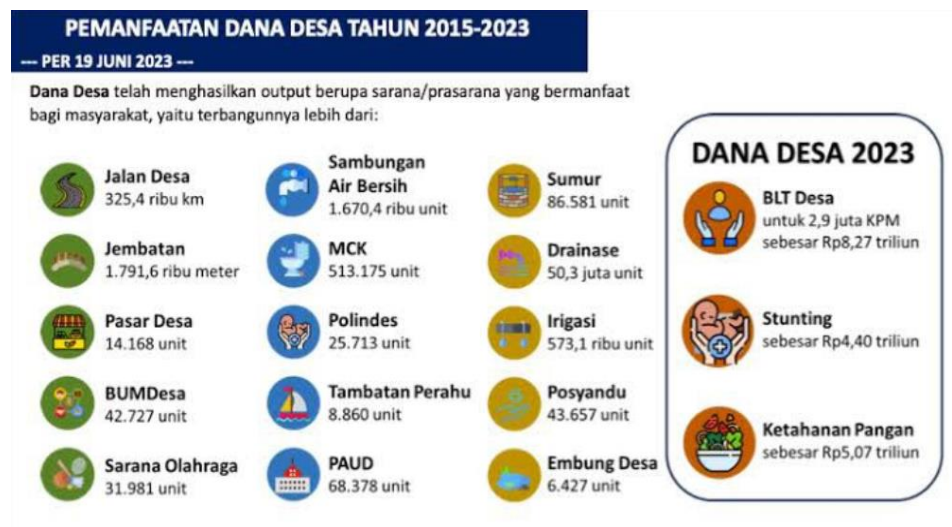 PEMANFAATAN DANA DESA TAHUN 2015-2023
--- PER 19 JUNI 2023 ---
Dana Desa telah menghasilkan output berupa sarana/prasarana yang bermanfaat
bagi masyarakat, yaitu terbangunnya lebih dari:
Jalan Desa
325,4 ribu km
Jembatan
1.791,6 ribu meter
Pasar Desa
14.168 unit
BUMDesa
42.727 unit
Sarana Olahraga
31.981 unit
Sambungan
Air Bersih
1.670,4 ribu unit
MCK
513.175 unit
Polindes
25.713 unit
Tambatan Perahu
8.860 unit
PAUD
68.378 unit
Sumur
86.581 unit
Drainase
50,3 juta unit
Irigasi
573,1 ribu unit
Posyandu
43.657 unit
Embung Desa
6.427 unit
DANA DESA 2023
BLT Desa
untuk 2,9 juta KPM
sebesar Rp8,27 triliun
Stunting
sebesar Rp4,40 triliun
Ketahanan Pangan
sebesar Rp5,07 triliun